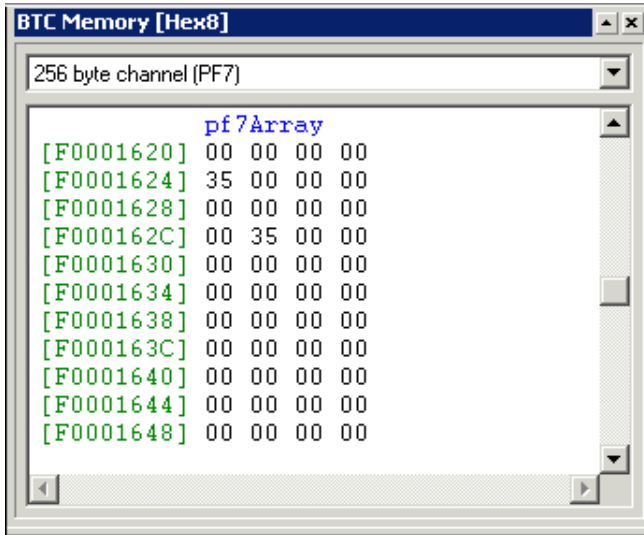 BTC Memory [Hex8]
256 byte channel (PF7)
pf7Array
[F0001620] 00 00 00 00
[F0001624] 35 00 00 00
[F0001628] 00 00 00 00
[F000162C] 00 35 00 00
[F0001630] 00 00 00 00
[F0001634] 00 00 00 00
[F0001638] 00 00 00 00
[F000163C] 00 00 00 00
[F0001640] 00 00 00 00
[F0001644] 00 00 00 00
[F0001648] 00 00 00 00